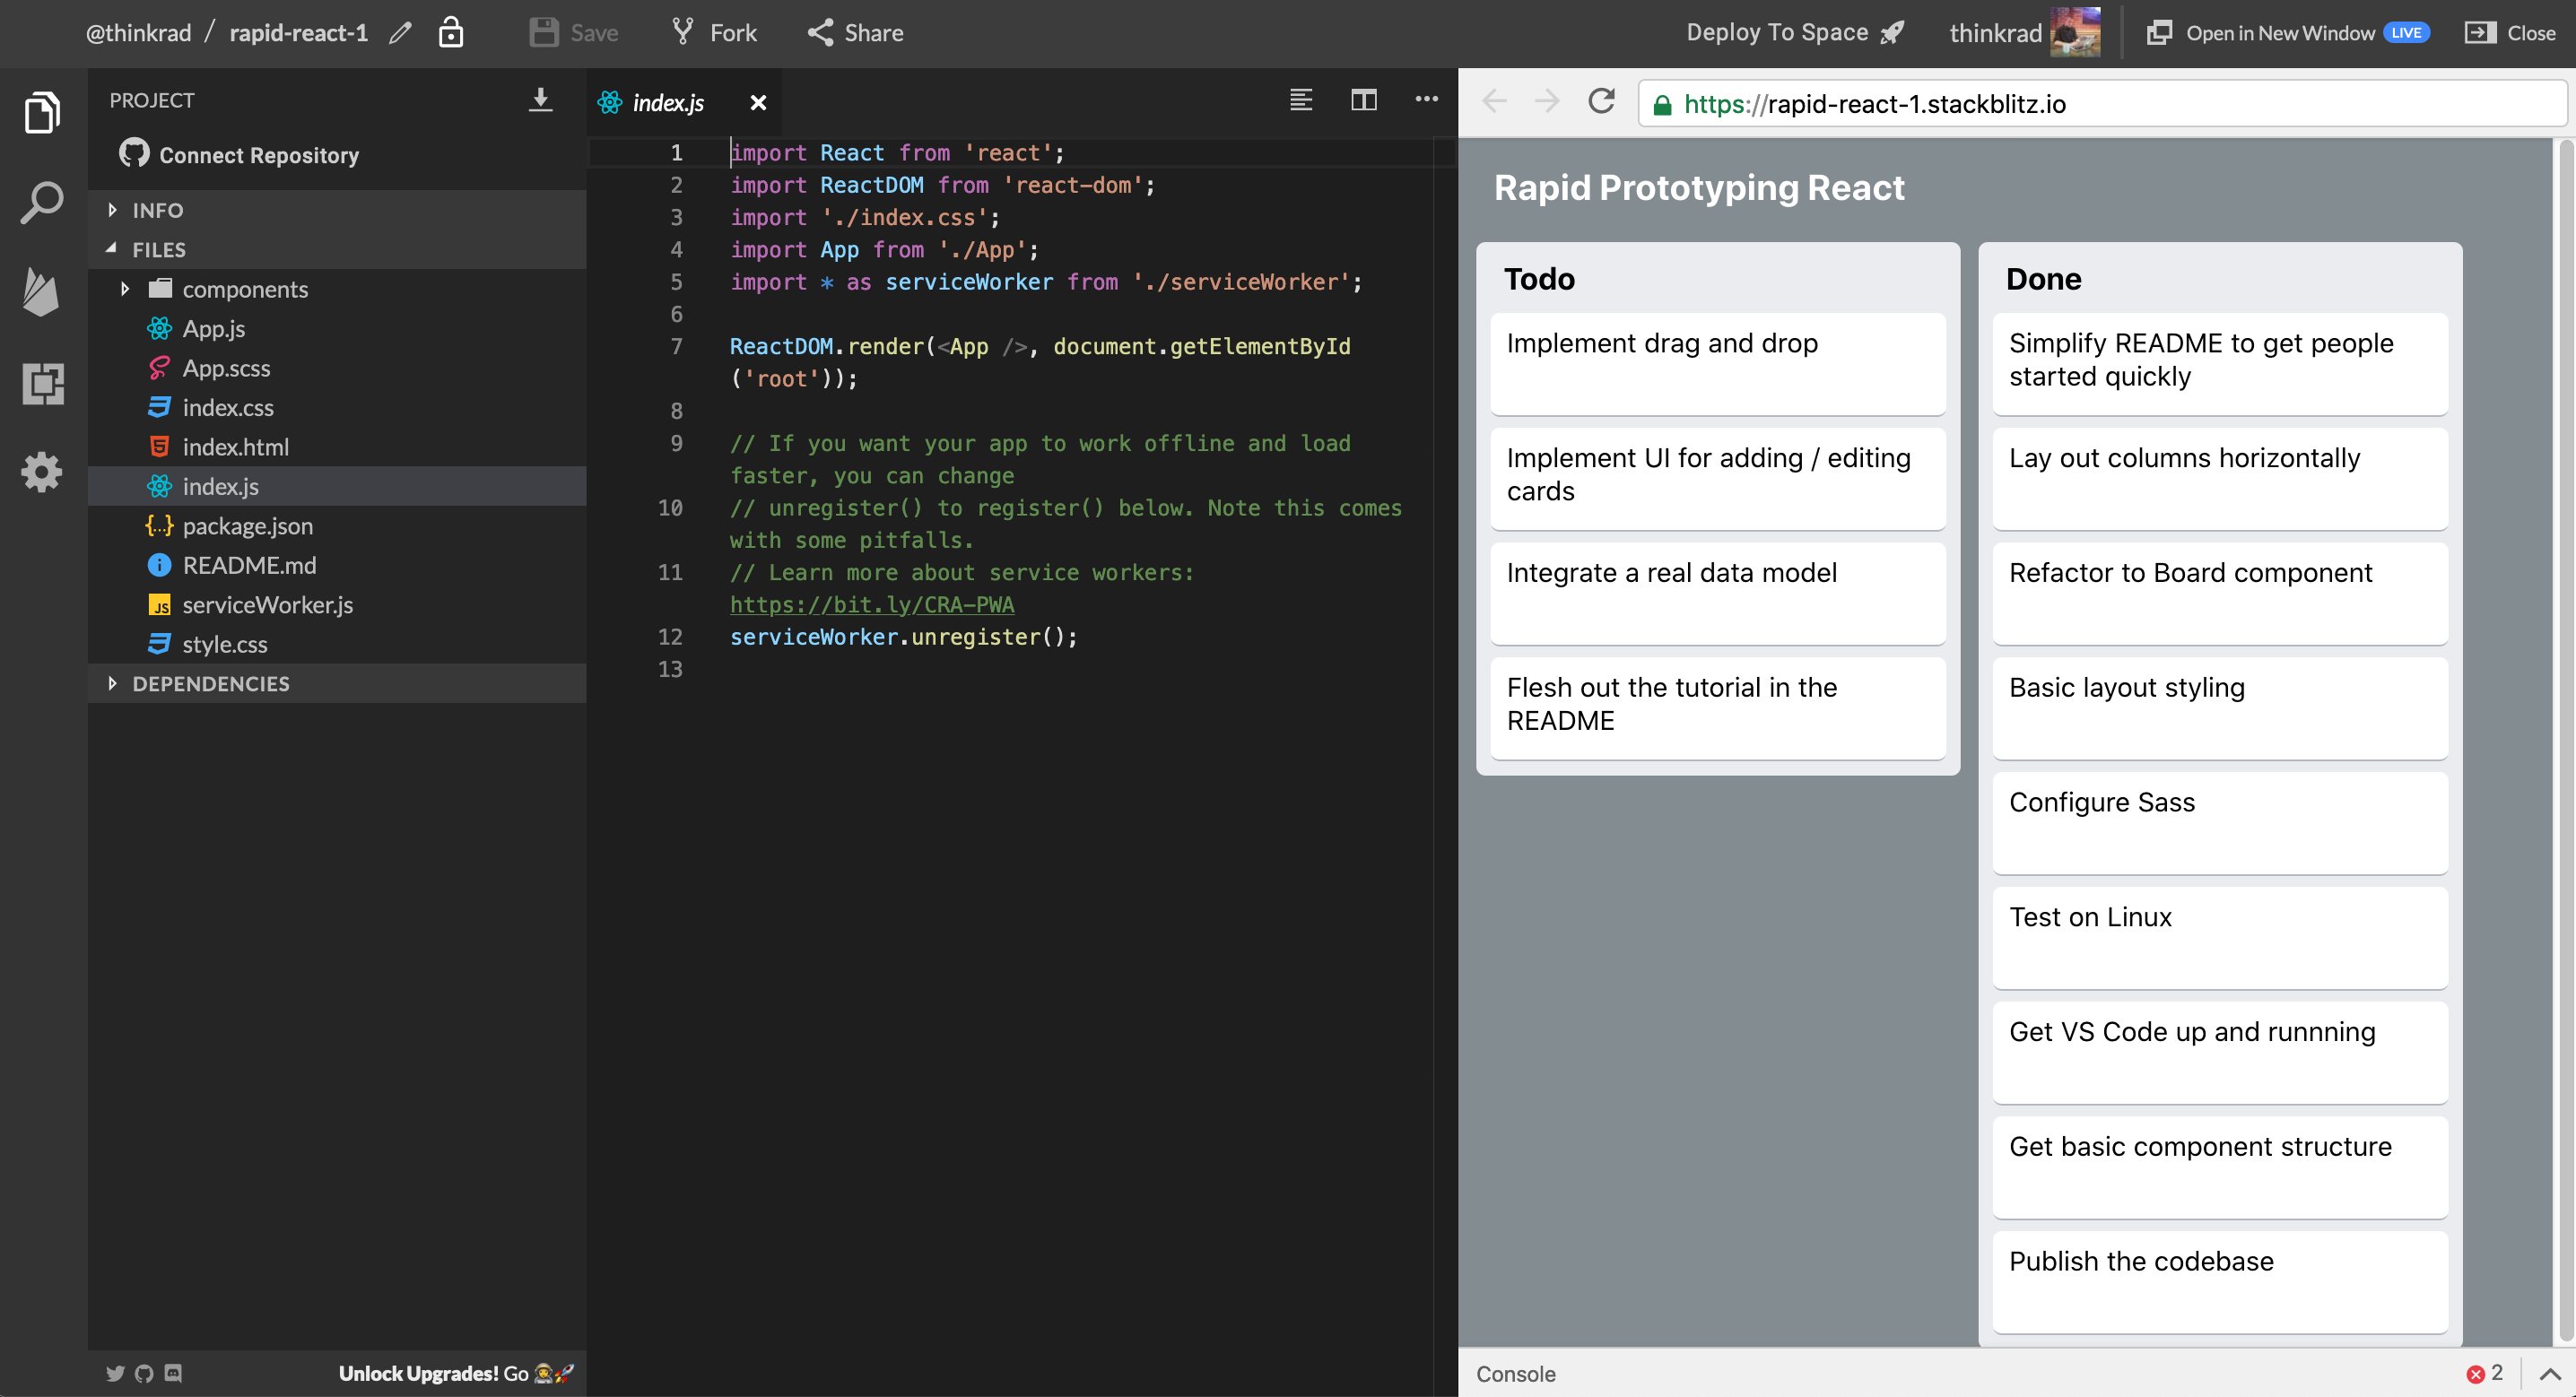 @thinkrad / rapid-react-1
Save
Fork
Share
Deploy To Space
thinkrad
Open in New Window LIVE
Close
PROJECT
Connect Repository
INFO
FILES
components
App.js
App.scss
index.css
index.html
index.js
package.json
README.md
serviceWorker.js
style.css
DEPENDENCIES
Unlock Upgrades! Go
index.js
1 import React from 'react';
2 import ReactDOM from 'react-dom';
3 import './index.css';
4 import App from './App';
5 import * as serviceWorker from './serviceWorker';
6
7 ReactDOM.render(<App />, document.getElementById
('root'));
8
9 // If you want your app to work offline and load
faster, you can change
10 // unregister() to register() below. Note this comes
with some pitfalls.
11 // Learn more about service workers:
https://bit.ly/CRA-PWA
12 serviceWorker.unregister();
13
https://rapid-react-1.stackblitz.io
Rapid Prototyping React
Todo
Implement drag and drop
Implement UI for adding / editing
cards
Integrate a real data model
Flesh out the tutorial in the
README
Done
Simplify README to get people
started quickly
Lay out columns horizontally
Refactor to Board component
Basic layout styling
Configure Sass
Test on Linux
Get VS Code up and runnning
Get basic component structure
Publish the codebase
Console
2